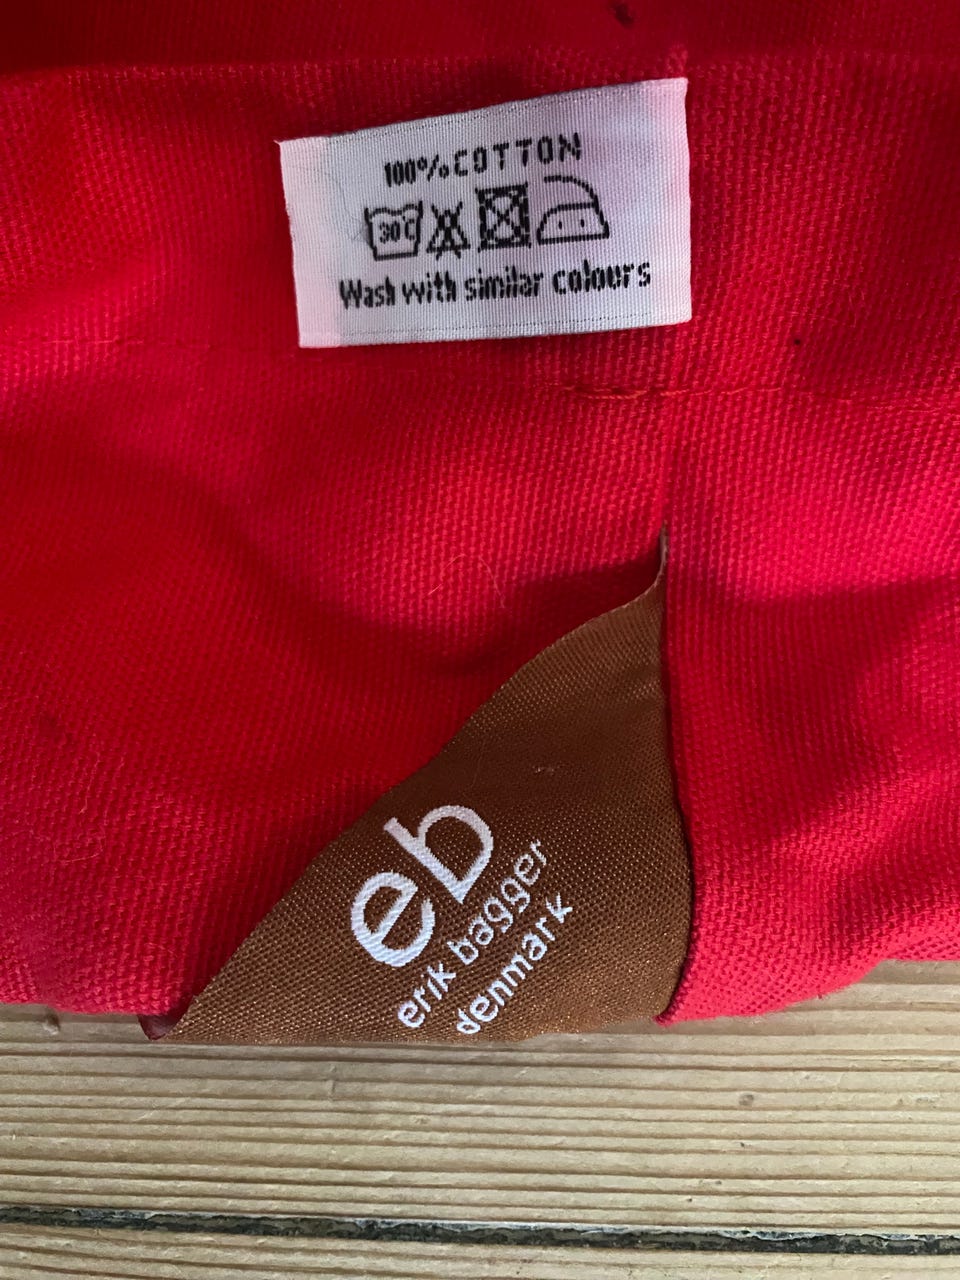 100% COTTON
30°C
Wash with similar colours
eb
erik bagger
denmark